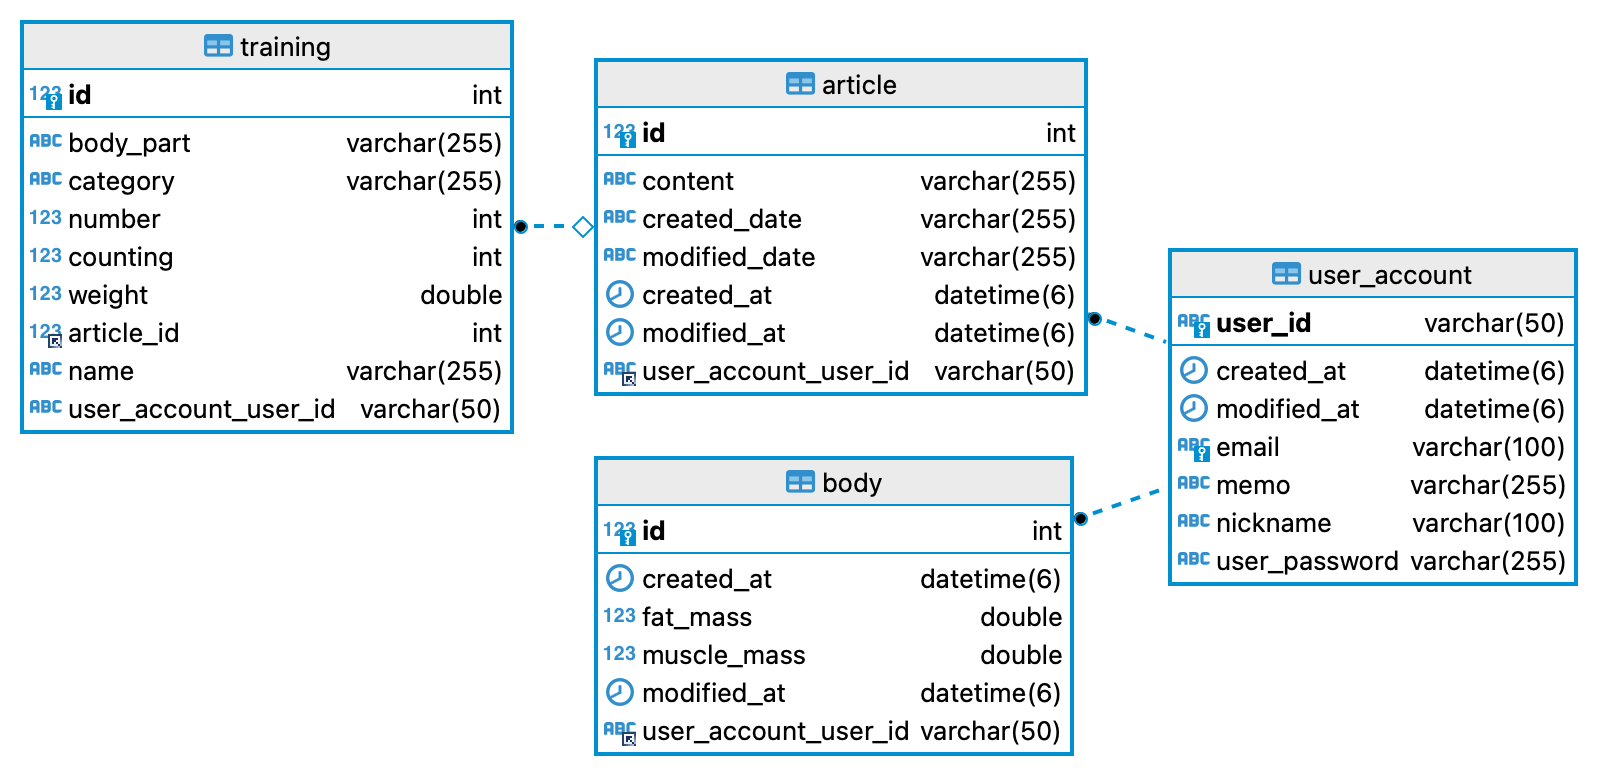 training
123 id int
ABC body_part varchar(255)
ABC category varchar(255)
123 number int
123 counting int
123 weight double
123 article_id int
ABC name varchar(255)
ABC user_account_user_id varchar(50)
article
123 id int
ABC content varchar(255)
ABC created_date varchar(255)
ABC modified_date varchar(255)
created_at datetime(6)
modified_at datetime(6)
ABC user_account_user_id varchar(50)
body
123 id int
created_at datetime(6)
123 fat_mass double
123 muscle_mass double
modified_at datetime(6)
ABC user_account_user_id varchar(50)
user_account
ABC user_id varchar(50)
created_at datetime(6)
modified_at datetime(6)
ABC email varchar(100)
ABC memo varchar(255)
ABC nickname varchar(100)
ABC user_password varchar(255)